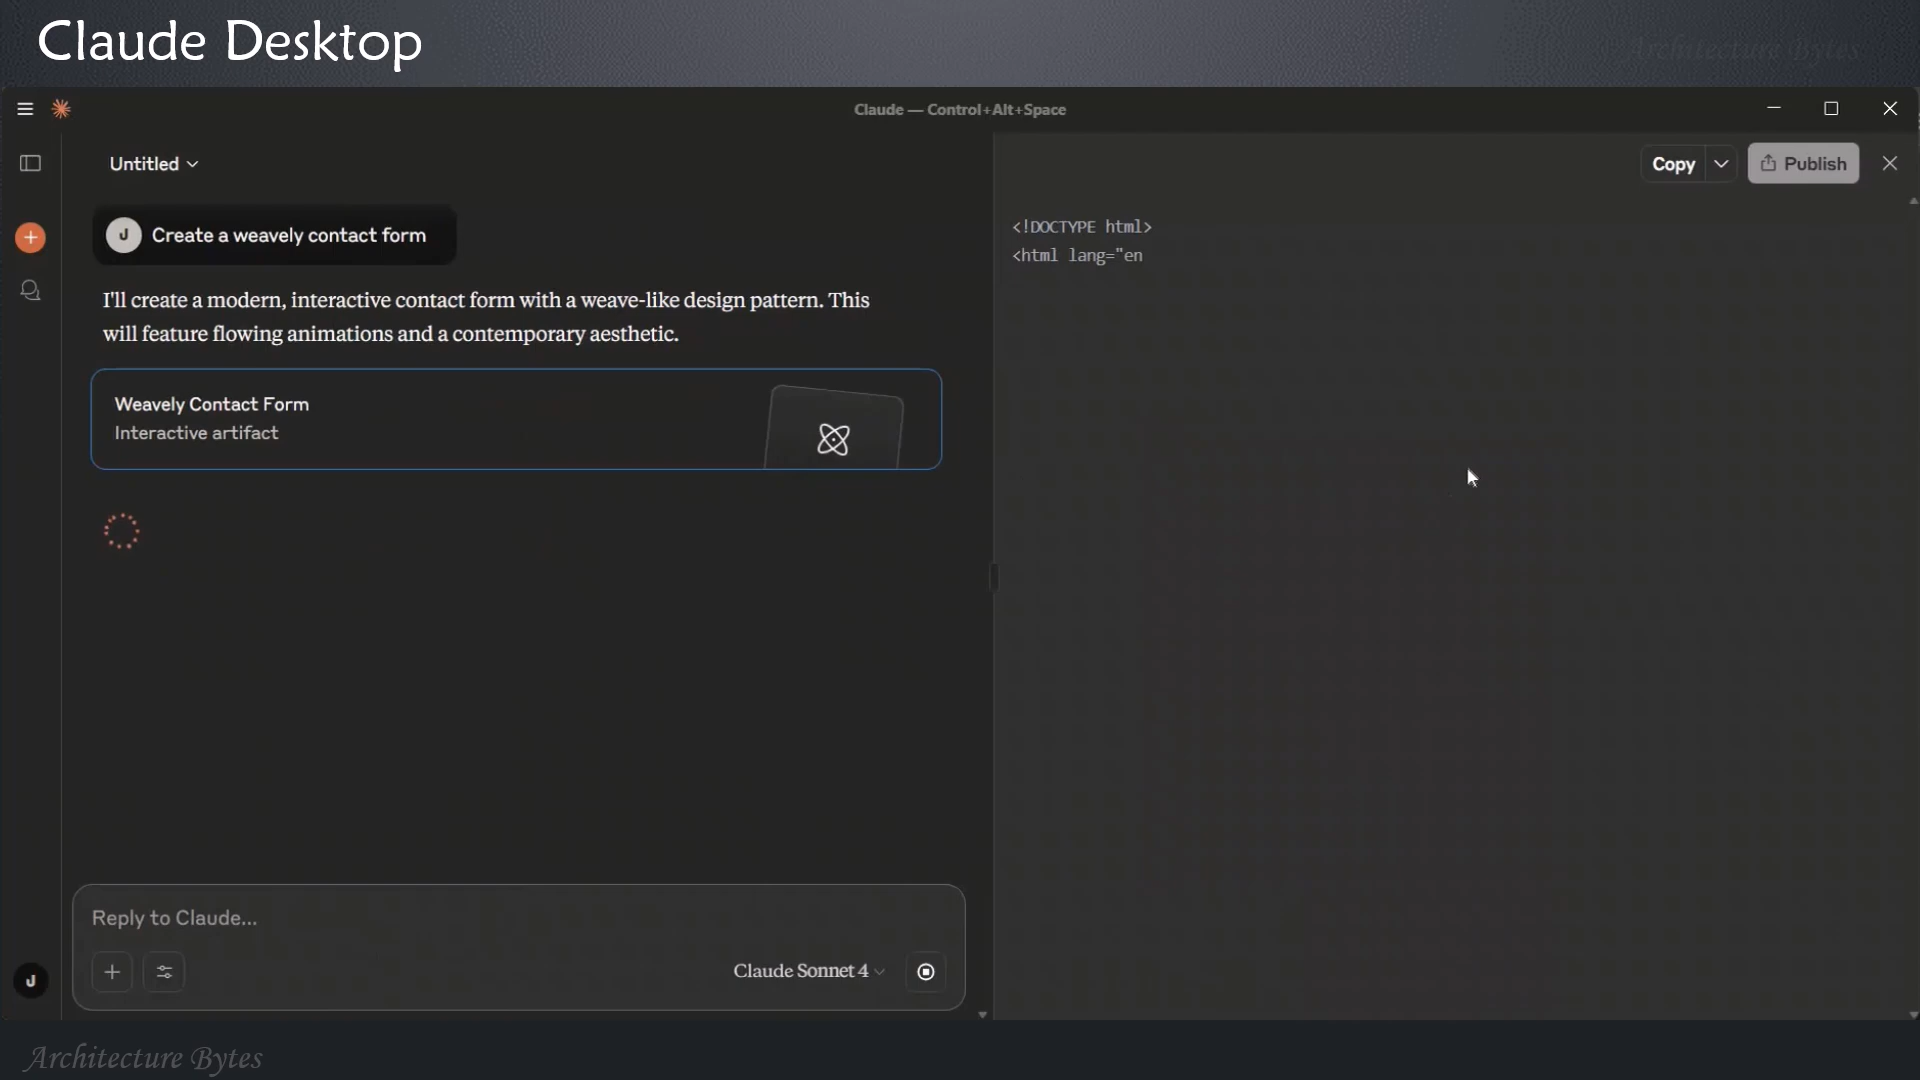 Claude Desktop
Architecture Bytes
Claude — Control+Alt+Space
Untitled
Copy
Publish
J
Create a weavely contact form
I'll create a modern, interactive contact form with a weave-like design pattern. This
will feature flowing animations and a contemporary aesthetic.
Weavely Contact Form
Interactive artifact
<!DOCTYPE html>
<html lang="en
Reply to Claude...
Claude Sonnet 4
J
Architecture Bytes